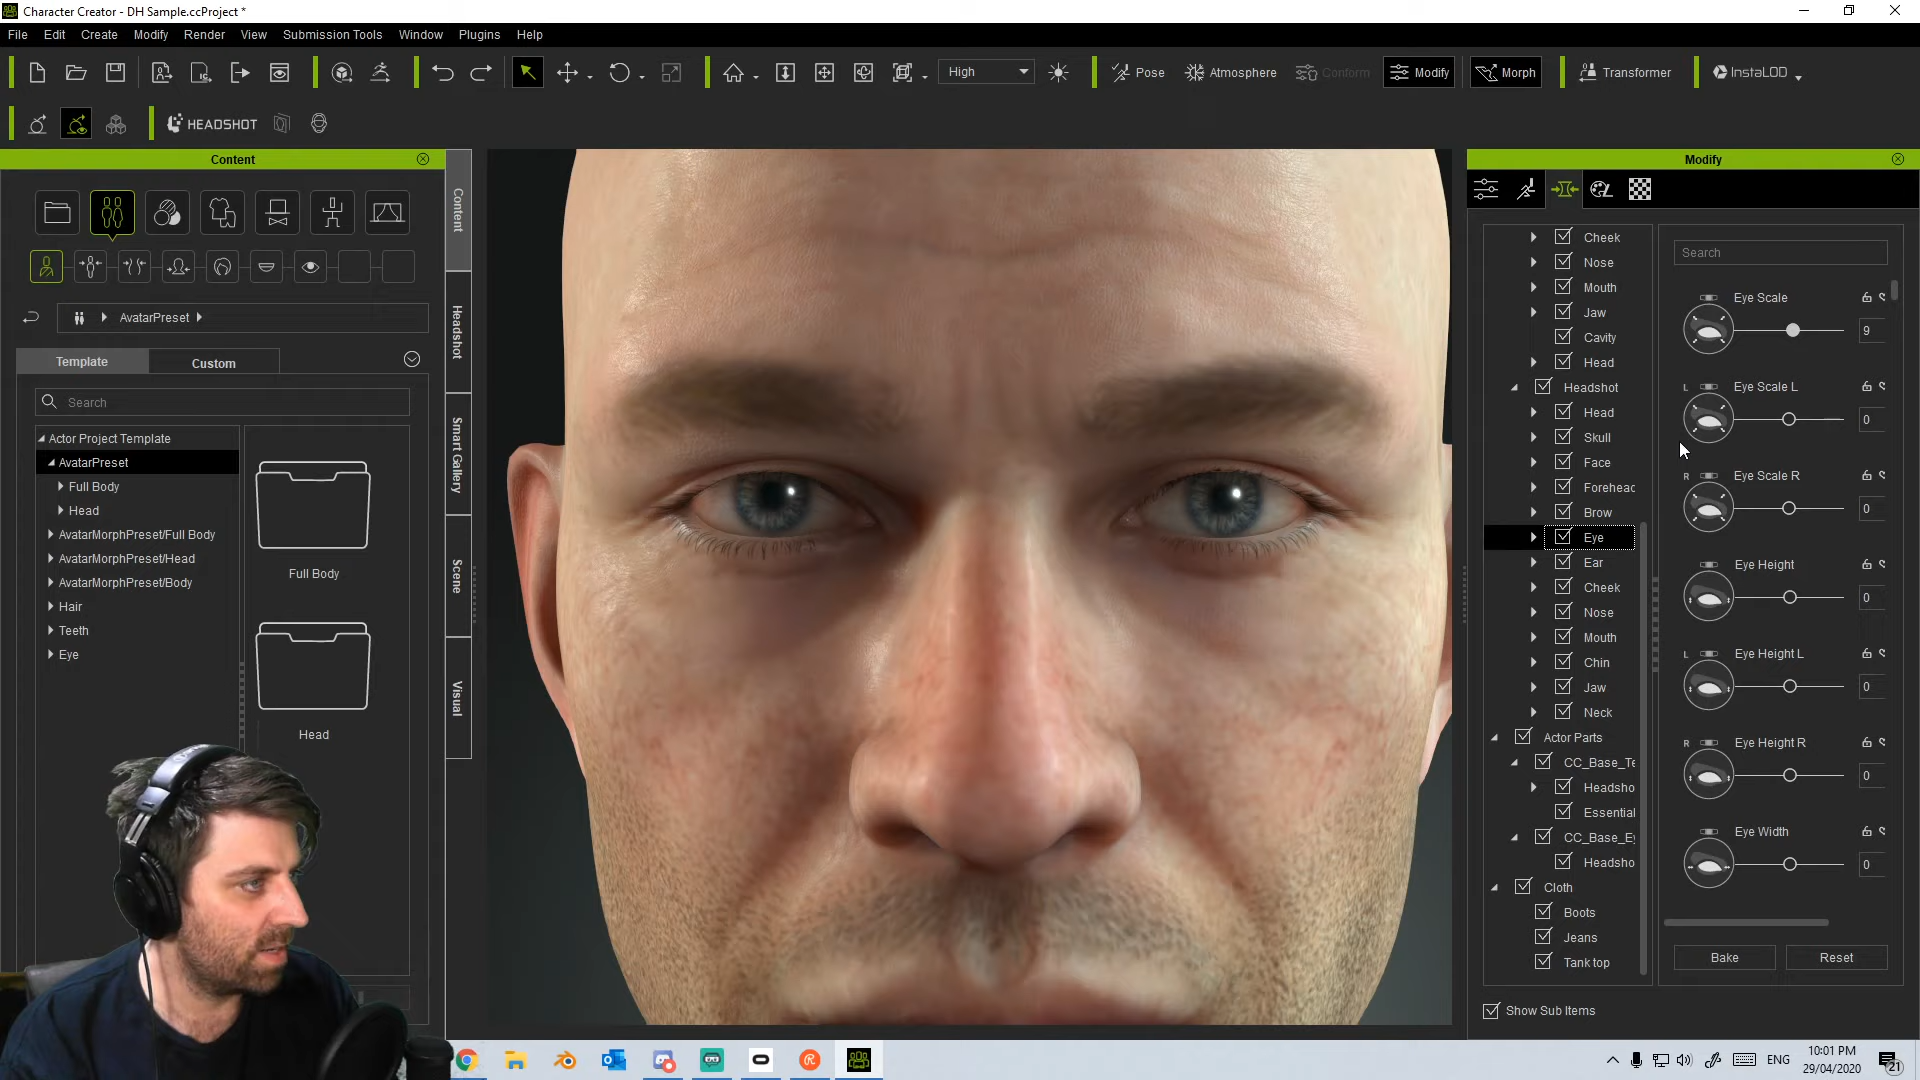 Character Creator - DH Sample.ccProject *
File Edit Create Modify Render View Submission Tools Window Plugins Help
High Pose Atmosphere Conform Modify Morph Transformer InstaLOD
HEADSHOT
Content
Content
Headshot
Smart Gallery
Scene
Visual
AvatarPreset
Template Custom
Search
Actor Project Template
AvatarPreset
Full Body
Head
AvatarMorphPreset/Full Body
AvatarMorphPreset/Head
AvatarMorphPreset/Body
Hair
Teeth
Eye
Full Body
Head
Modify
Cheek
Nose
Mouth
Jaw
Cavity
Head
Headshot
Head
Skull
Face
Forehead
Brow
Eye
Ear
Cheek
Nose
Mouth
Chin
Jaw
Neck
Actor Parts
CC_Base_Te
Headsho
Essential
CC_Base_Ey
Headsho
Cloth
Boots
Jeans
Tank top
Show Sub Items
Search
Eye Scale
9
L Eye Scale L
0
R Eye Scale R
0
Eye Height
0
L Eye Height L
0
R Eye Height R
0
Eye Width
0
Bake Reset
ENG
10:01 PM
29/04/2020
21